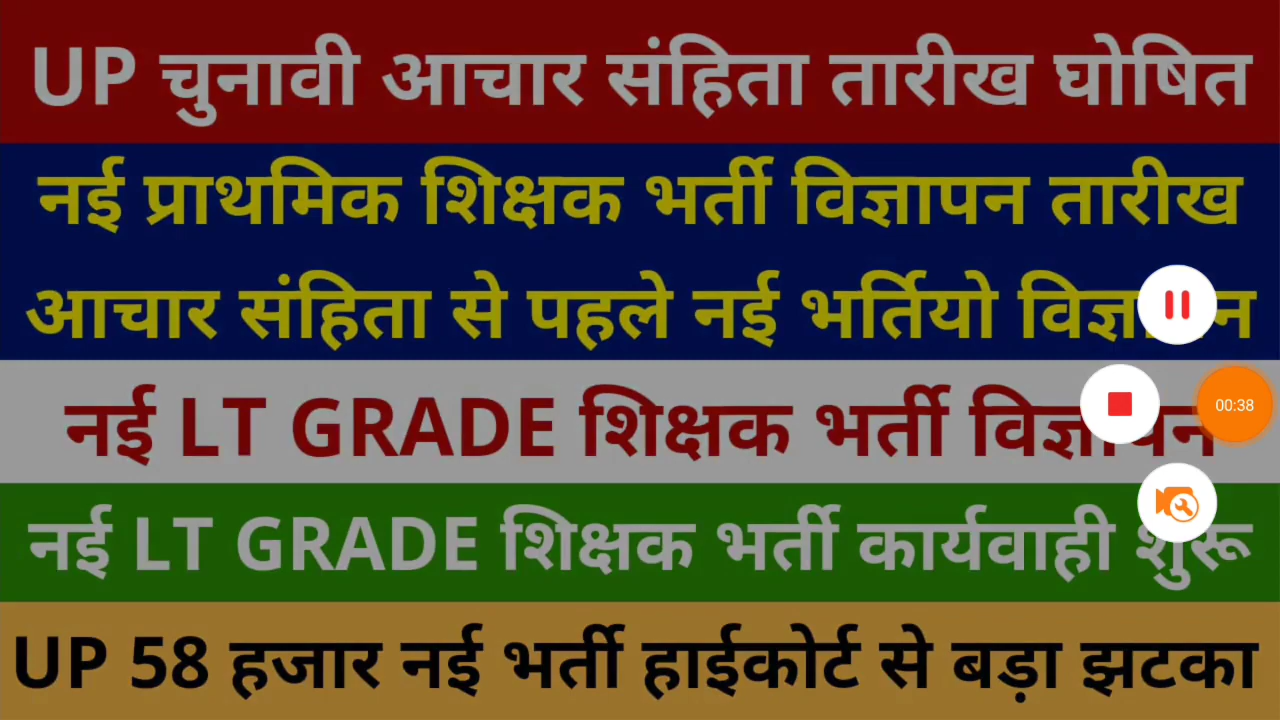 UP चुनावी आचार संहिता तारीख घोषित
नई प्राथमिक शिक्षक भर्ती विज्ञापन तारीख
आचार संहिता से पहले नई भर्तियो
नई LT GRADE शिक्षक भर्ती
नई LT GRADE शिक्षक भर्ती कार्यवाही शुरू
UP 58 हजार नई भर्ती हाईकोर्ट से बड़ा झटका
00:38